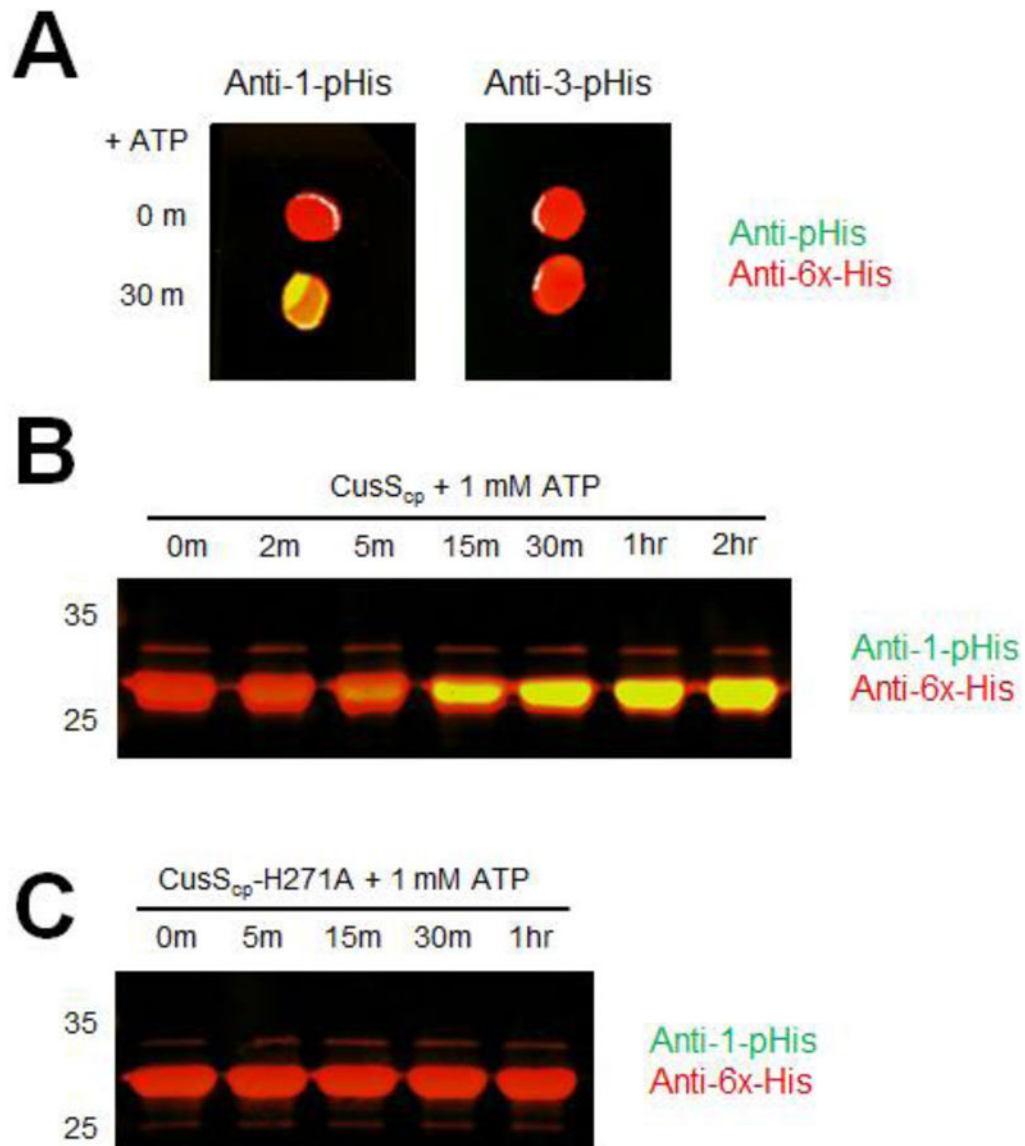 A
Anti-1-pHis Anti-3-pHis
+ ATP
0 m
30 m
Anti-pHis
Anti-6x-His
B
CusScp + 1 mM ATP
0m 2m 5m 15m 30m 1hr 2hr
35
25
Anti-1-pHis
Anti-6x-His
C
CusScp-H271A + 1 mM ATP
0m 5m 15m 30m 1hr
35
25
Anti-1-pHis
Anti-6x-His